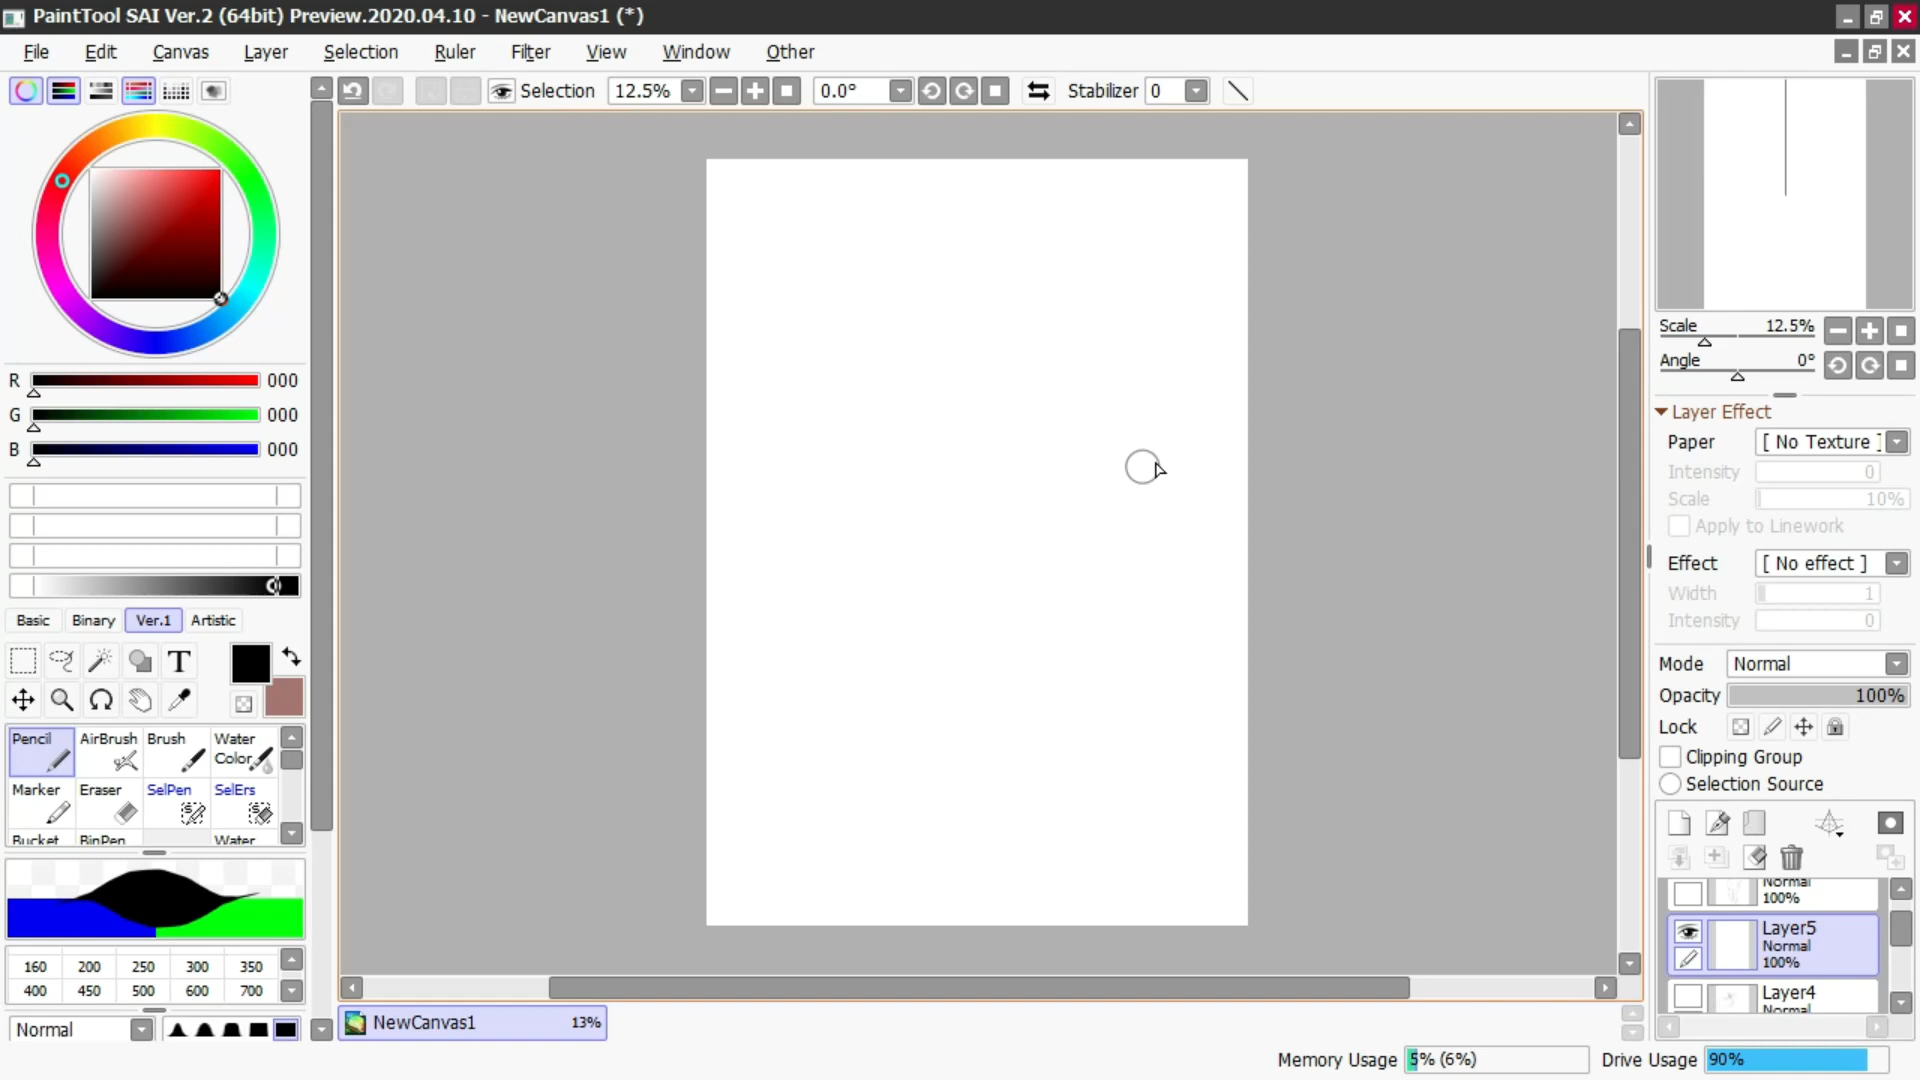 PaintTool SAI Ver.2 (64bit) Preview.2020.04.10 - NewCanvas1 (*)
File Edit Canvas Layer Selection Ruler Filter View Window Other
Selection 12.5% 0.0° Stabilizer 0
Scale 12.5%
Angle 0°
R 000
G 000
B 000
Layer Effect
Paper [ No Texture ]
Intensity 0
Scale 10%
Apply to Linework
Effect [ No effect ]
Width 1
Intensity 0
Basic Binary Ver.1 Artistic
T
Mode Normal
Opacity 100%
Lock
Clipping Group
Selection Source
Pencil AirBrush Brush Water Color
Marker Eraser SelPen SelErs
Bucket BinPen Water
Normal
100%
Layer5
Normal
100%
Layer4
Normal
160 200 250 300 350
400 450 500 600 700
Normal
NewCanvas1 13%
Memory Usage 5% (6%) Drive Usage 90%